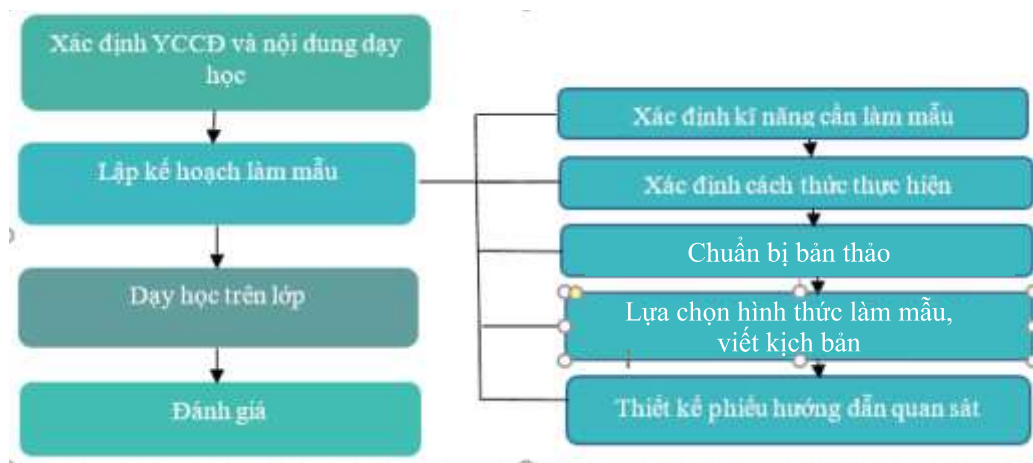 Xác định YCCĐ và nội dung dạy
học
Lập kế hoạch làm mẫu
Dạy học trên lớp
Đánh giá
Xác định kĩ năng cần làm mẫu
Xác định cách thức thực hiện
Chuẩn bị bản thảo
Lựa chọn hình thức làm mẫu,
viết kịch bản
Thiết kế phiếu hướng dẫn quan sát